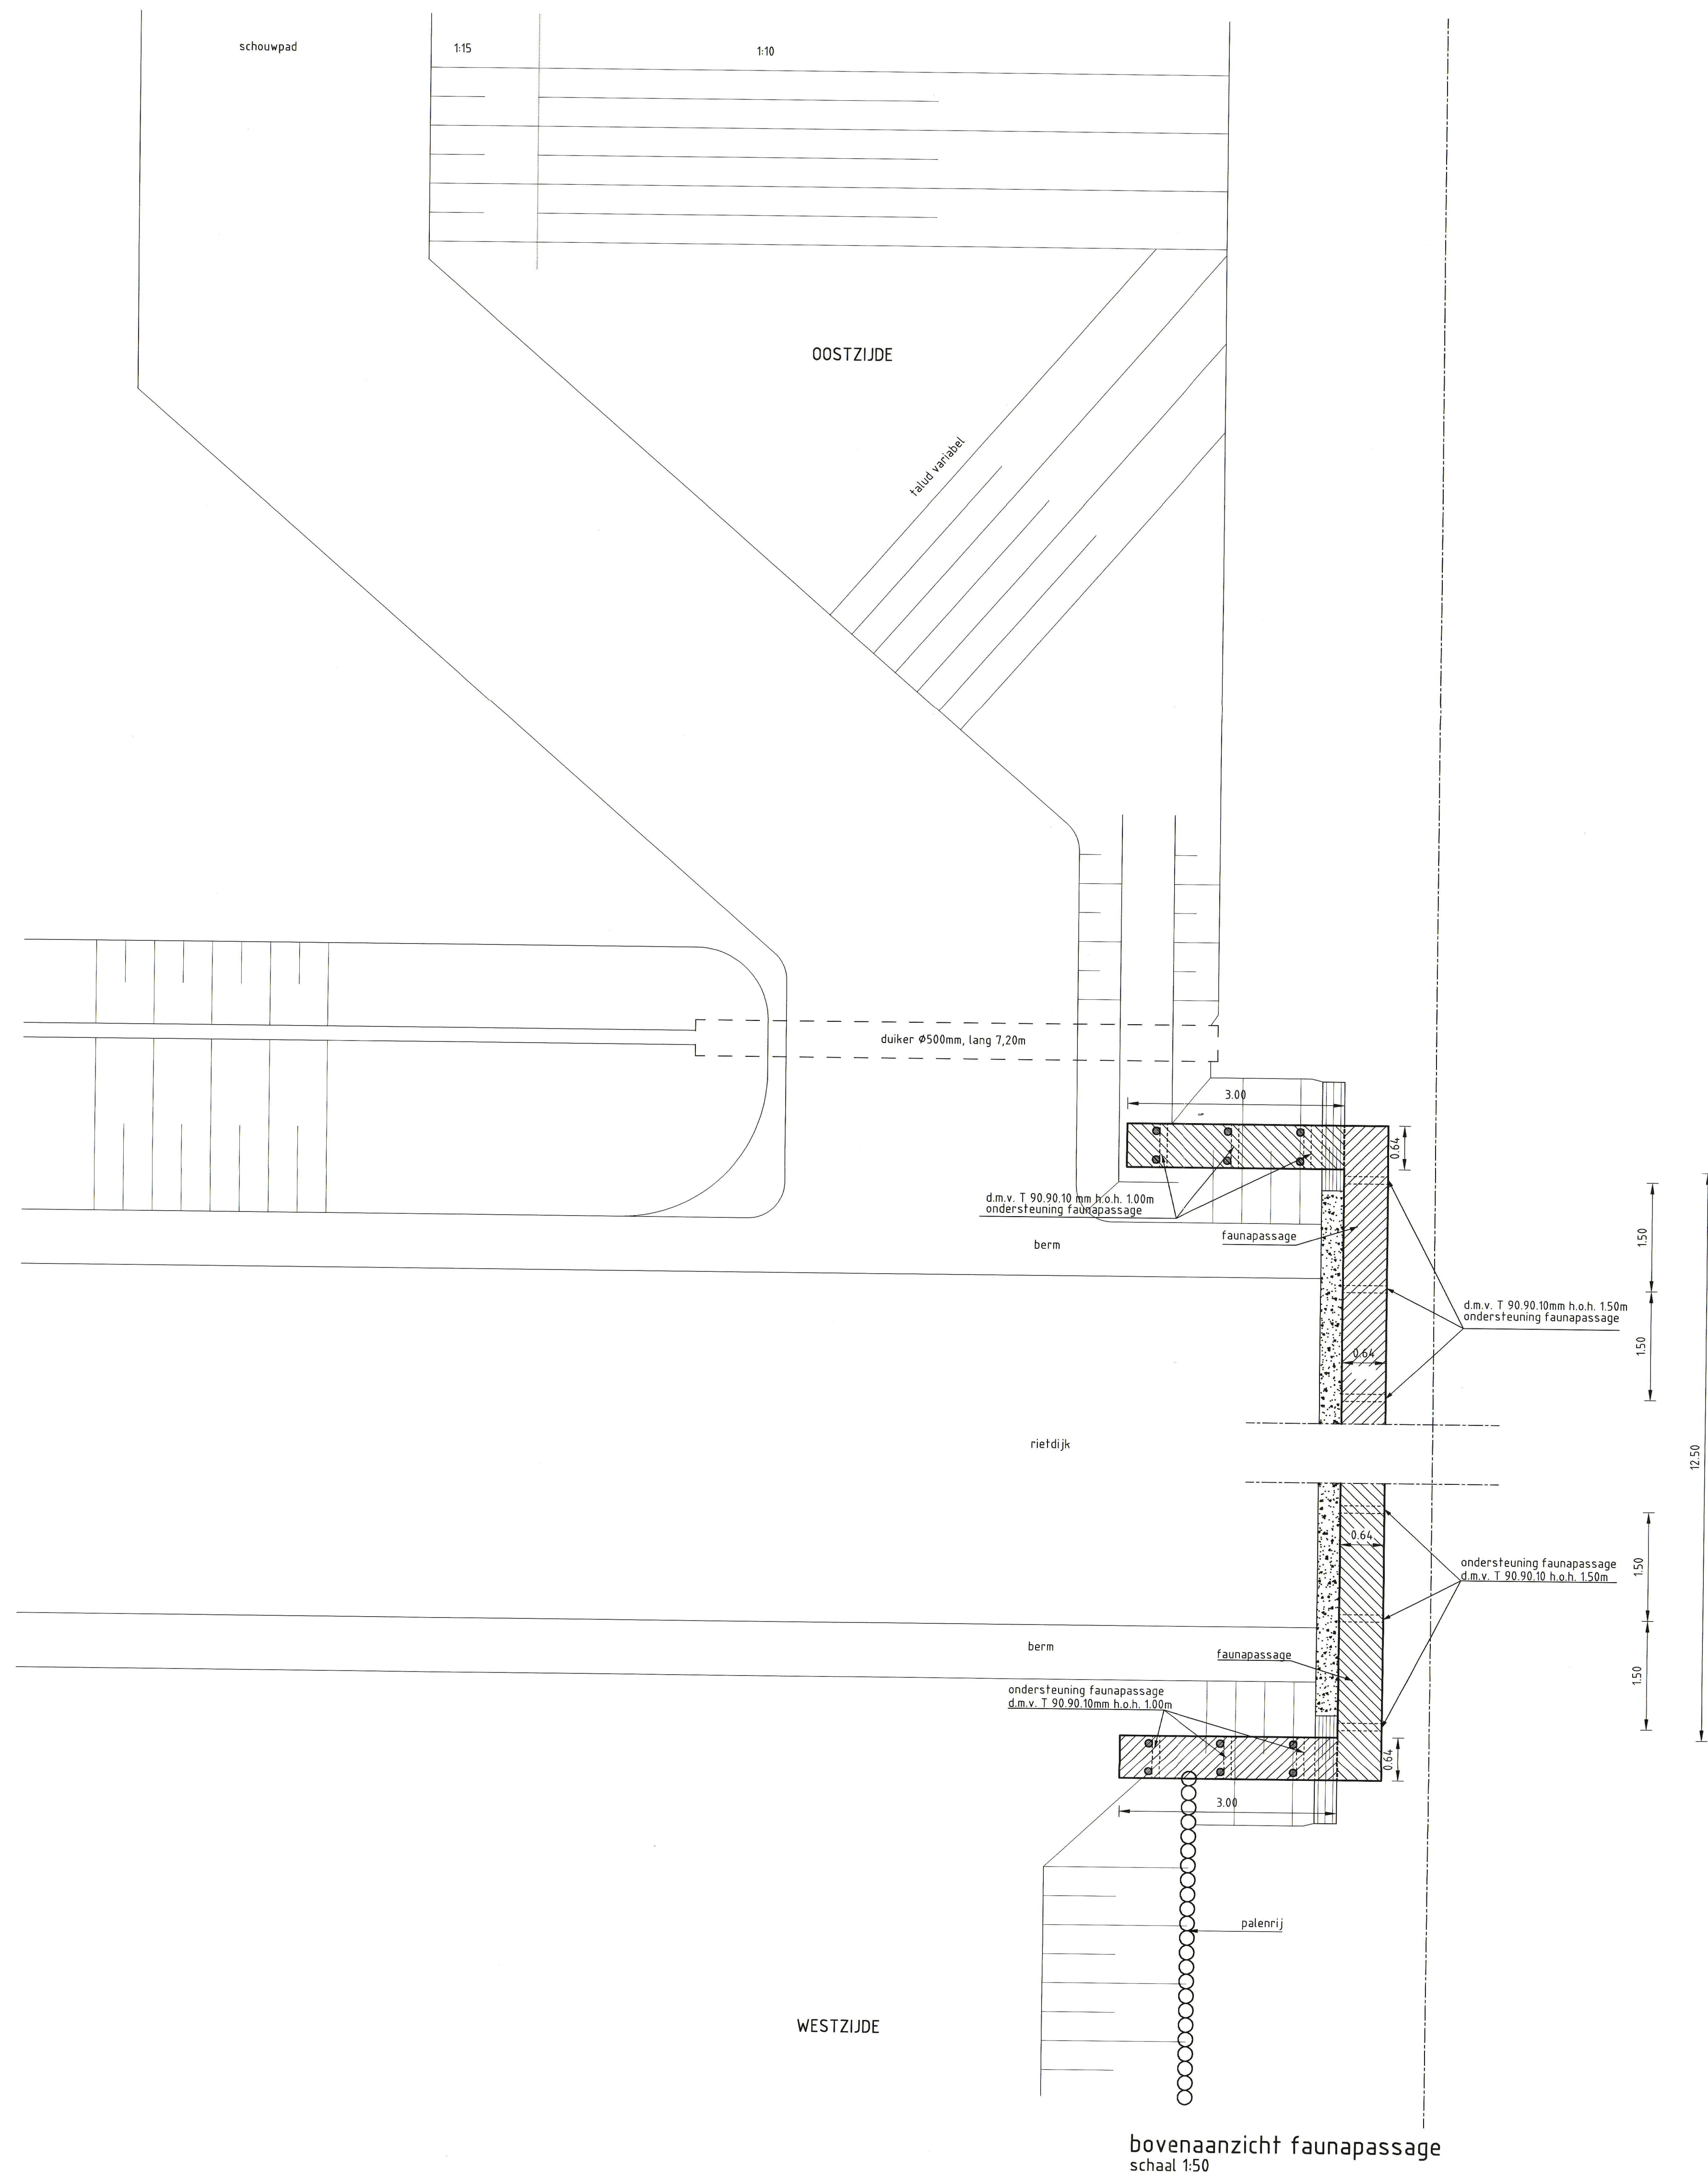 schouwpad
1:15
1:10
OOSTZIJDE
talud variabel
duiker Ø500mm, lang 7,20m
3.00
0.64
d.m.v. T 90.90.10 mm h.o.h. 1.00m
ondersteuning faunapassage
faunapassage
berm
1.50
d.m.v. T 90.90.10mm h.o.h. 1.50m
ondersteuning faunapassage
1.50
0.64
rietdijk
12.50
0.64
ondersteuning faunapassage
d.m.v. T 90.90.10 h.o.h. 1.50m
1.50
berm
faunapassage
1.50
ondersteuning faunapassage
d.m.v. T 90.90.10mm h.o.h. 1.00m
0.64
3.00
palenrij
WESTZIJDE
bovenaanzicht faunapassage
schaal 1:50